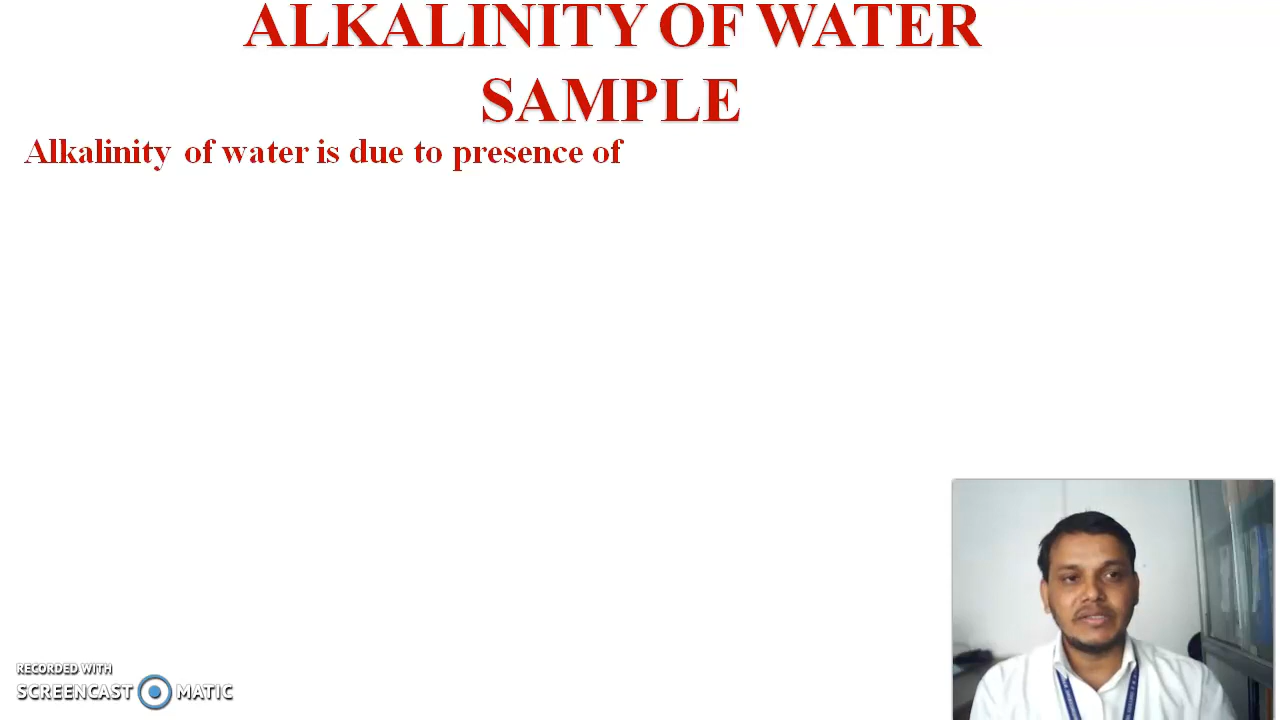 ALKALINITY OF WATER
SAMPLE
Alkalinity of water is due to presence of
RECORDED WITH
SCREENCAST MATIC